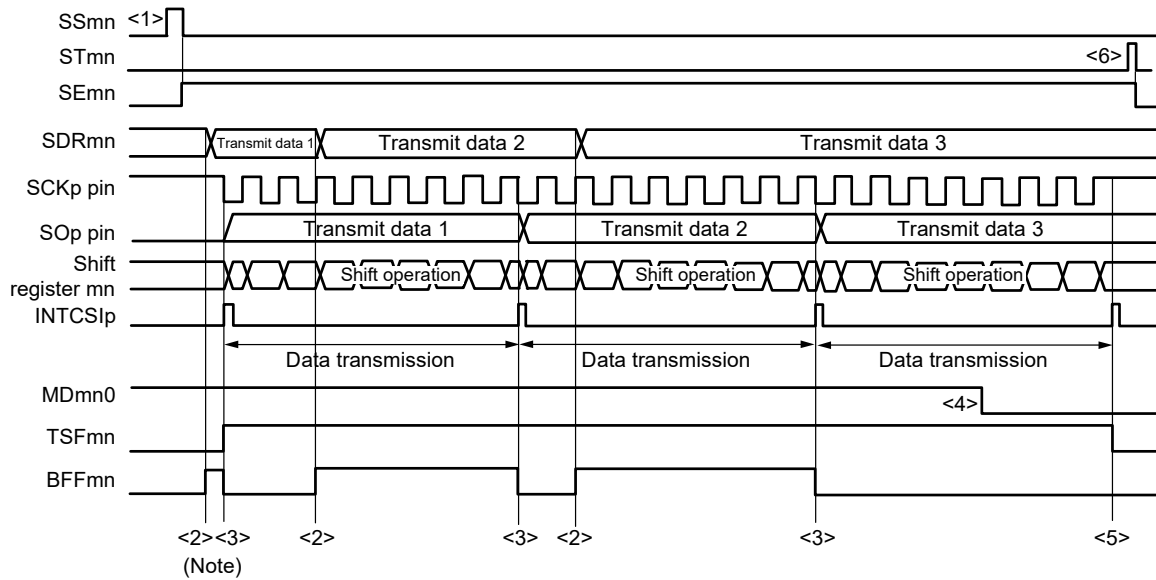 SSmn <1>
STmn <6>
SEmn
SDRmn Transmit data 1 Transmit data 2 Transmit data 3
SCKp pin
SOp pin Transmit data 1 Transmit data 2 Transmit data 3
Shift
register mn Shift operation Shift operation Shift operation
INTCSIp
Data transmission Data transmission Data transmission
MDmn0 <4>
TSFmn
BFFmn
<2> <3> <2> <3> <2> <3> <5>
(Note)